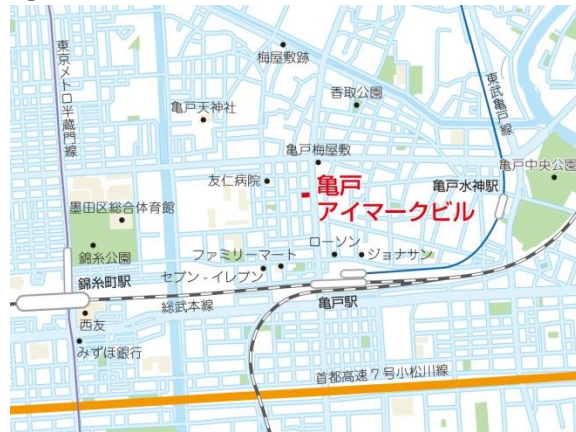 梅屋敷跡
東京メトロ半蔵門線
香取公園
東武亀戸線
亀戸天神社
亀戸梅屋敷
亀戸中央公園
友仁病院
亀戸
アイマークビル
亀戸水神駅
墨田区総合体育館
錦糸公園
ファミリーマート
ローソン
ジョナサン
錦糸町駅
セブン-イレブン
亀戸駅
総武本線
西友
みずほ銀行
首都高速7号小松川線